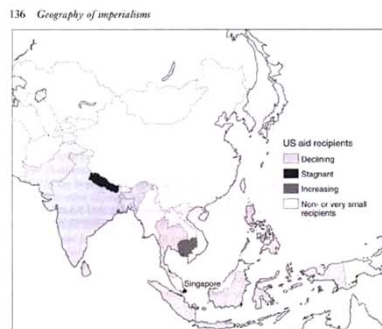 136 Geography of imperialisms
US aid recipients
Declining
Stagnant
Increasing
Non- or very small
recipients
Singapore